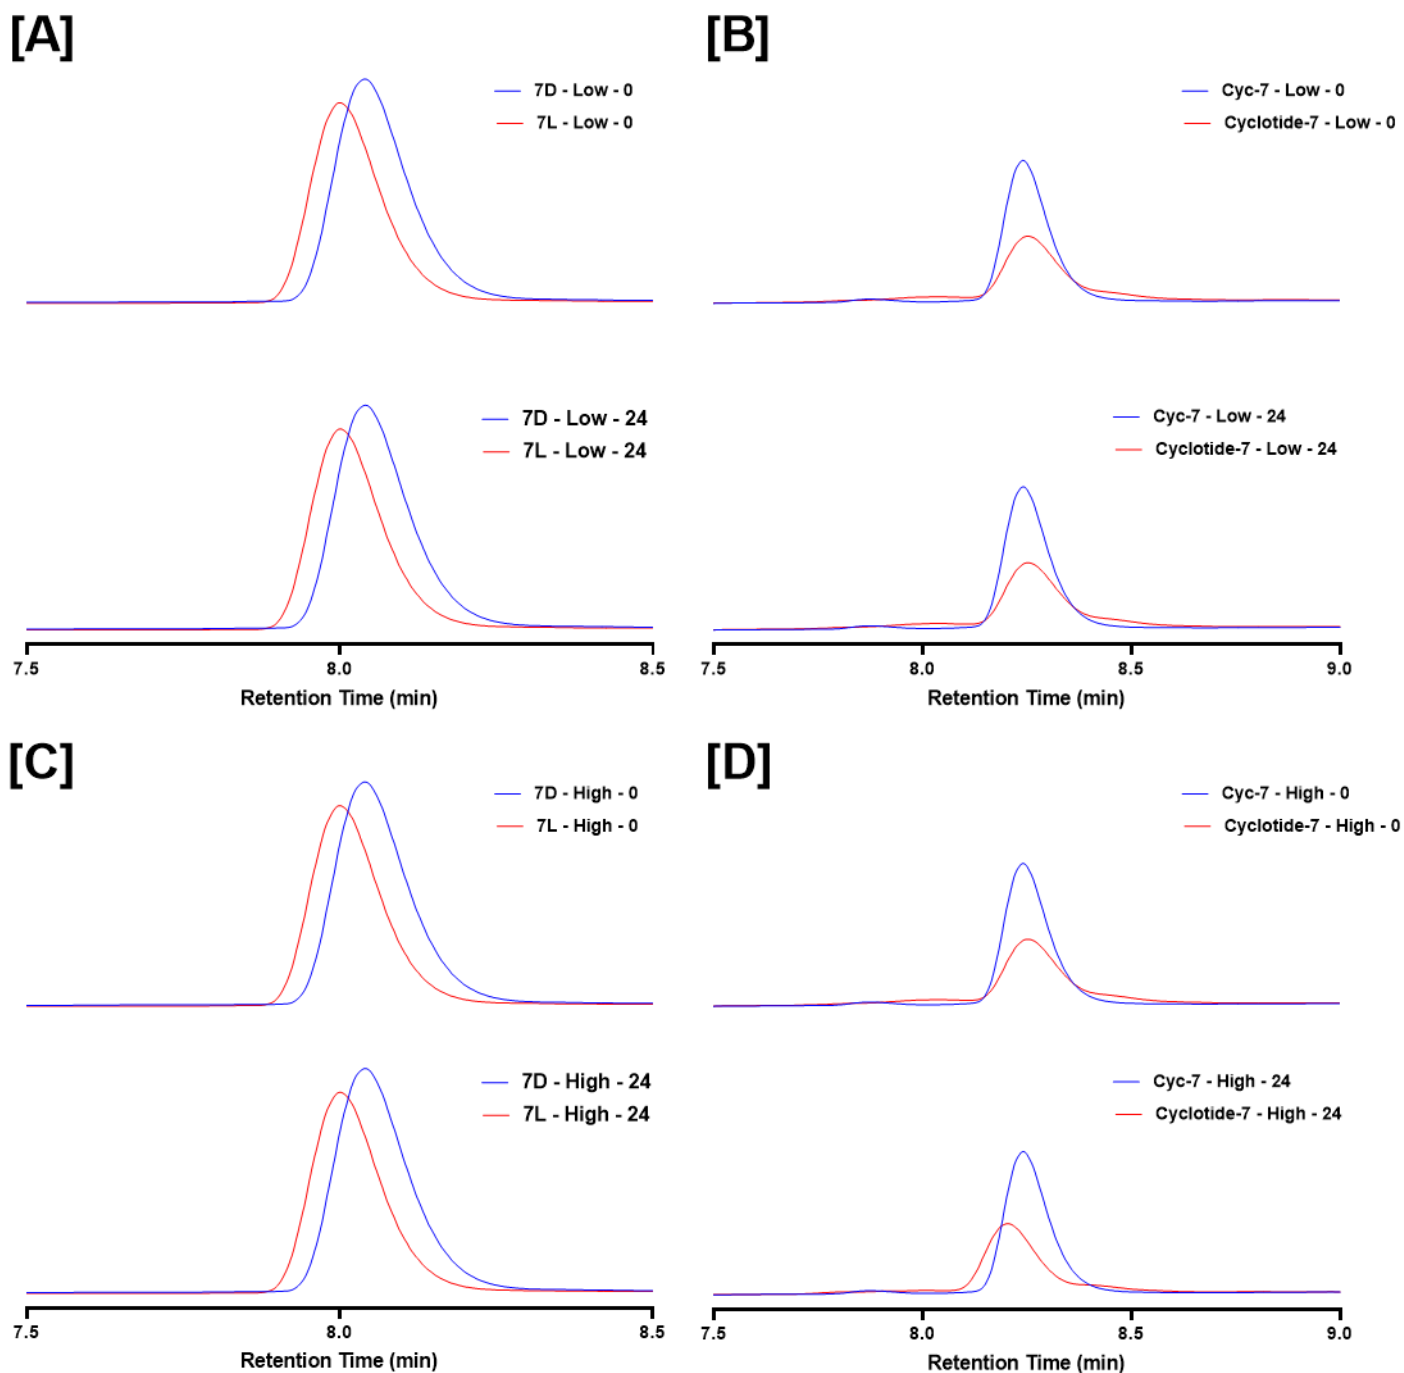 [A]
7D - Low - 0
7L - Low - 0
7D - Low - 24
7L - Low - 24
7.5 8.0 8.5
Retention Time (min)
[B]
Cyc-7 - Low - 0
Cyclotide-7 - Low - 0
Cyc-7 - Low - 24
Cyclotide-7 - Low - 24
7.5 8.0 8.5 9.0
Retention Time (min)
[C]
7D - High - 0
7L - High - 0
7D - High - 24
7L - High - 24
7.5 8.0 8.5
Retention Time (min)
[D]
Cyc-7 - High - 0
Cyclotide-7 - High - 0
Cyc-7 - High - 24
Cyclotide-7 - High - 24
7.5 8.0 8.5 9.0
Retention Time (min)